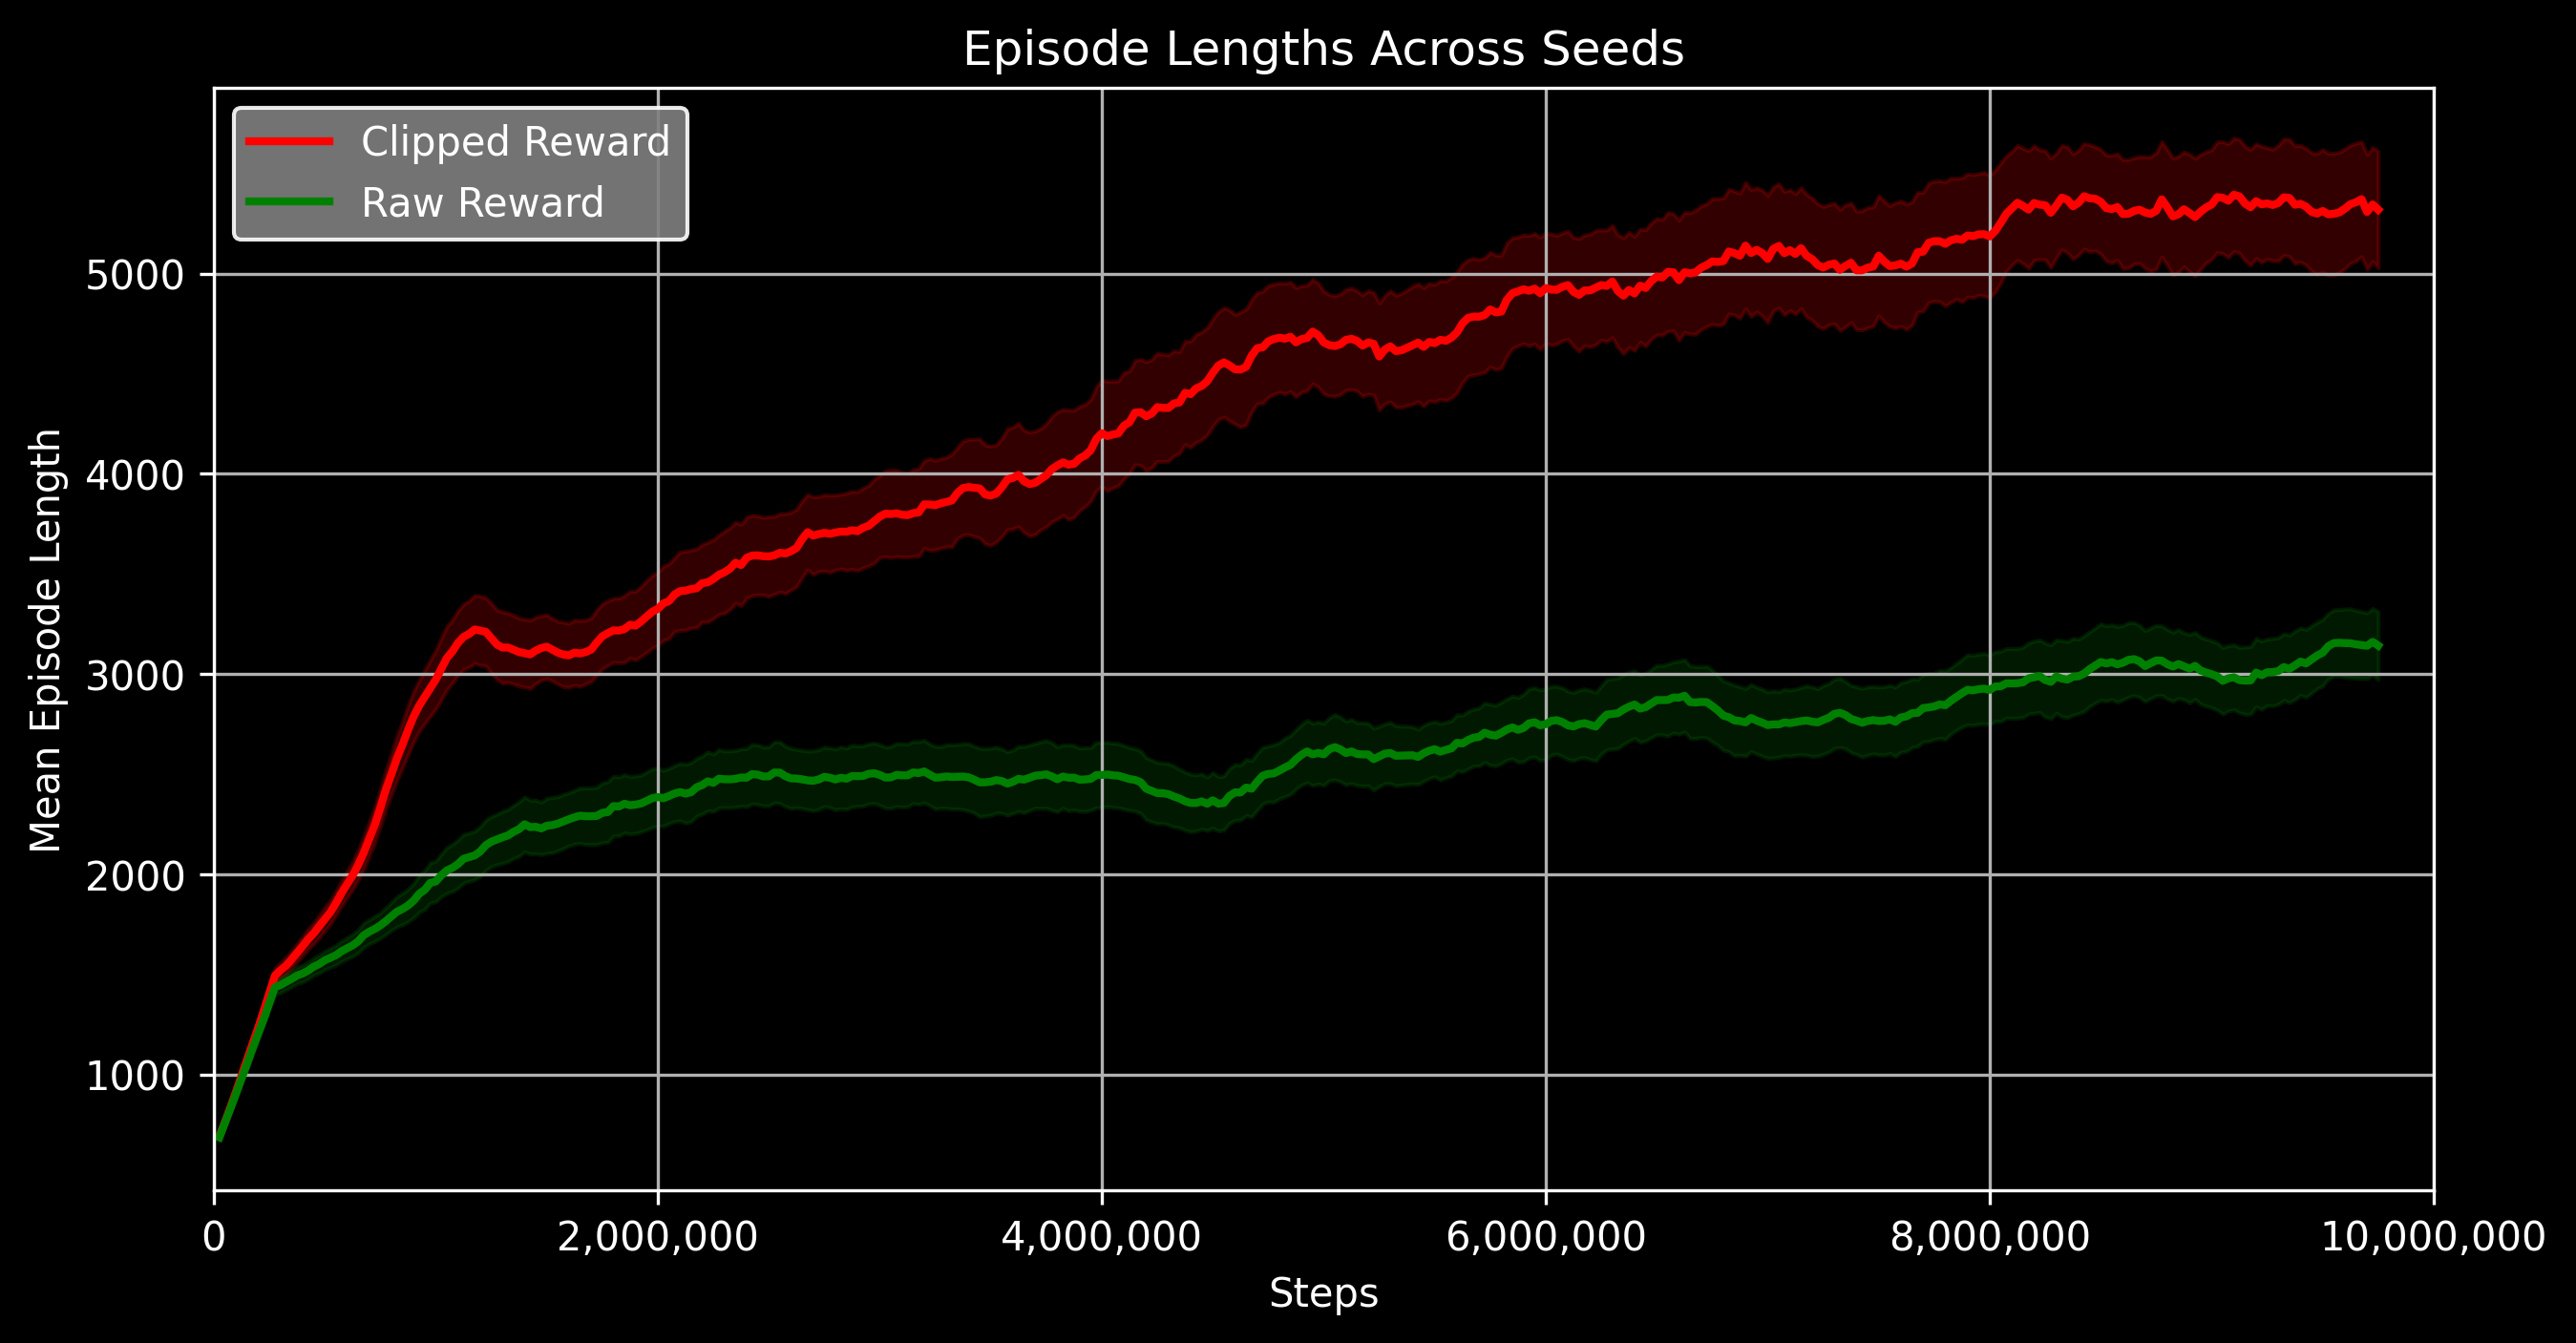 Episode Lengths Across Seeds
Clipped Reward
Raw Reward
Mean Episode Length
5000
4000
3000
2000
1000
0
2,000,000
4,000,000
6,000,000
8,000,000
10,000,000
Steps